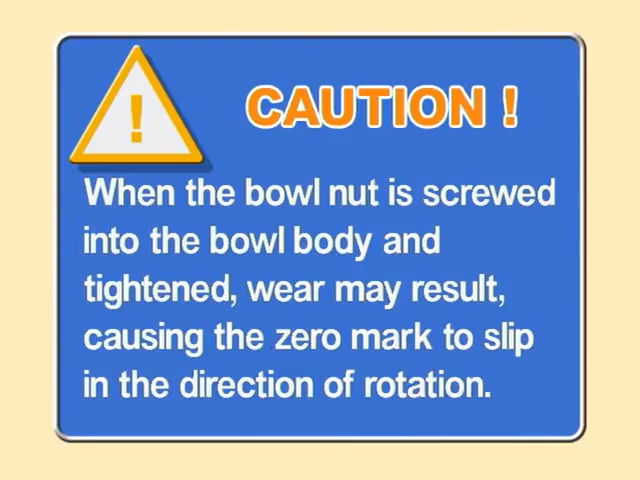 !
CAUTION !
When the bowl nut is screwed
into the bowl body and
tightened, wear may result,
causing the zero mark to slip
in the direction of rotation.